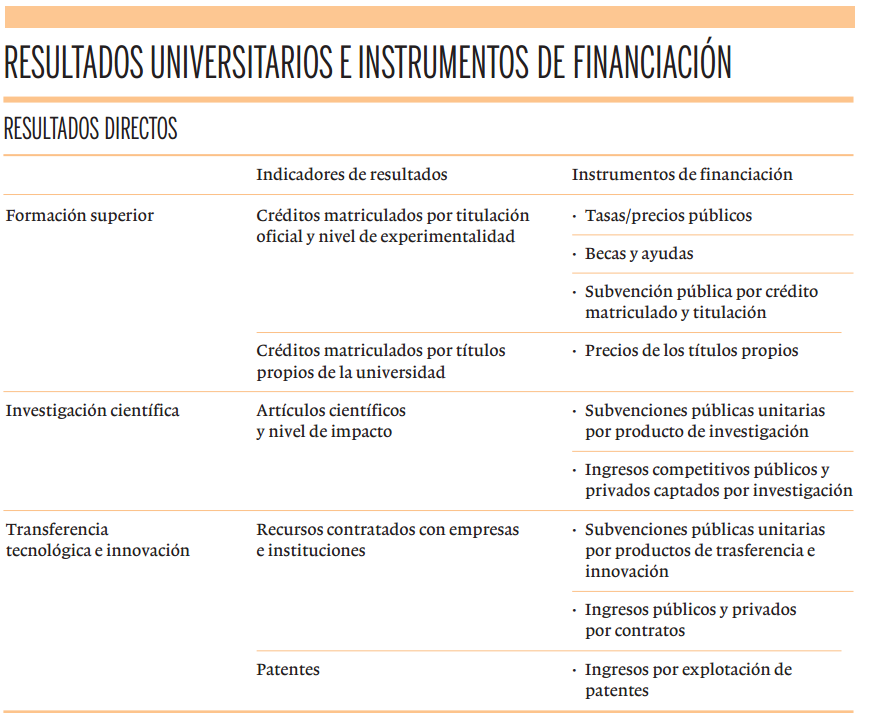 RESULTADOS UNIVERSITARIOS E INSTRUMENTOS DE FINANCIACIÓN
RESULTADOS DIRECTOS
Indicadores de resultados
Instrumentos de financiación
Formación superior
Créditos matriculados por titulación
oficial y nivel de experimentalidad
· Tasas/precios públicos
· Becas y ayudas
· Subvención pública por crédito
matriculado y titulación
Créditos matriculados por títulos
propios de la universidad
· Precios de los títulos propios
Investigación científica
Artículos científicos
y nivel de impacto
· Subvenciones públicas unitarias
por producto de investigación
· Ingresos competitivos públicos y
privados captados por investigación
Transferencia
tecnológica e innovación
Recursos contratados con empresas
e instituciones
· Subvenciones públicas unitarias
por productos de trasferencia e
innovación
· Ingresos públicos y privados
por contratos
Patentes
· Ingresos por explotación de
patentes